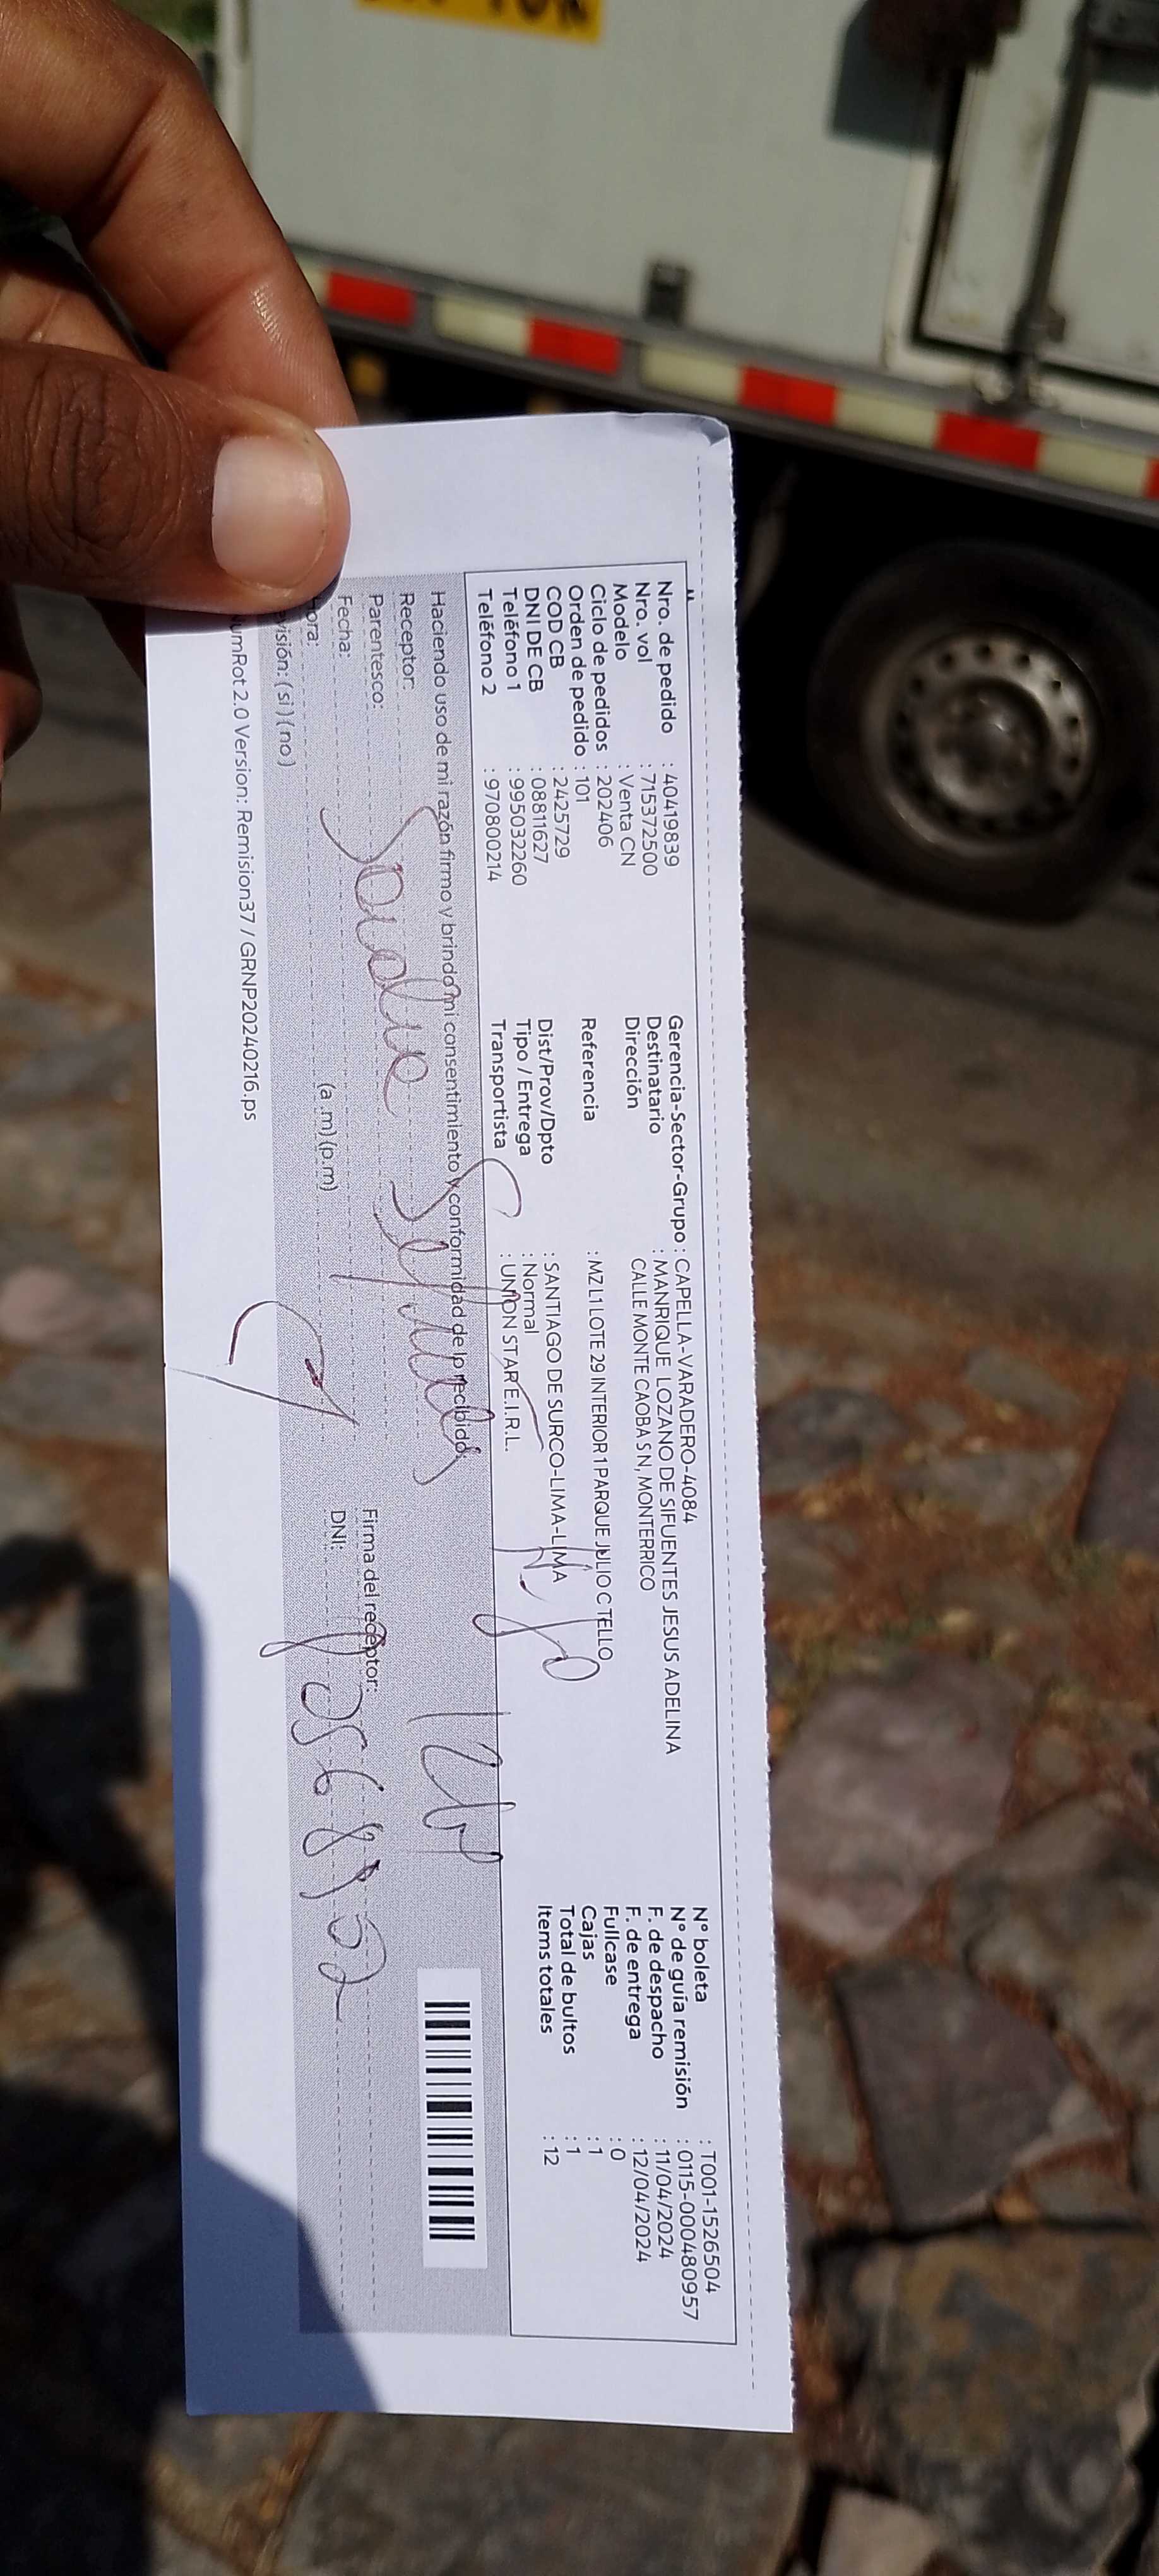 Nro. de pedido : 40419839
Nro. vol : 715372500
Modelo : Venta CN
Ciclo de pedidos : 202406
Orden de pedido : 101
COD CB : 2425729
DNI DE CB : 08811627
Teléfono 1 : 995032260
Teléfono 2 : 970800214
Gerencia-Sector-Grupo : CAPELLA-VARADERO-4084
Destinatario : MANRIQUE LOZANO DE SIFUENTES JESUS ADELINA
Dirección CALLE MONTE CAOBA SN, MONTERRICO
Referencia : MZ L1 LOTE 29 INTERIOR 1 PARQUE JULIO C TELLO
Dist/Prov/Dpto : SANTIAGO DE SURCO-LIMA-LIMA
Tipo / Entrega : Normal
Transportista : UNION STAR E.I.R.L.
N° boleta : T001-1526504
N° de guía remisión : 0115-000480957
F. de despacho : 11/04/2024
F. de entrega : 12/04/2024
Fullcase : 0
Cajas : 1
Total de bultos : 1
Items totales : 12
Haciendo uso de mi razón firmo y brindo mi consentimiento y conformidad de lo recibido.
Receptor:
Parentesco:
Fecha:
Hora: (a .m) (p.m)
(si) (no)
Firma del receptor:
DNI:
2.0 Version: Remision37 / GRNP20240216.ps